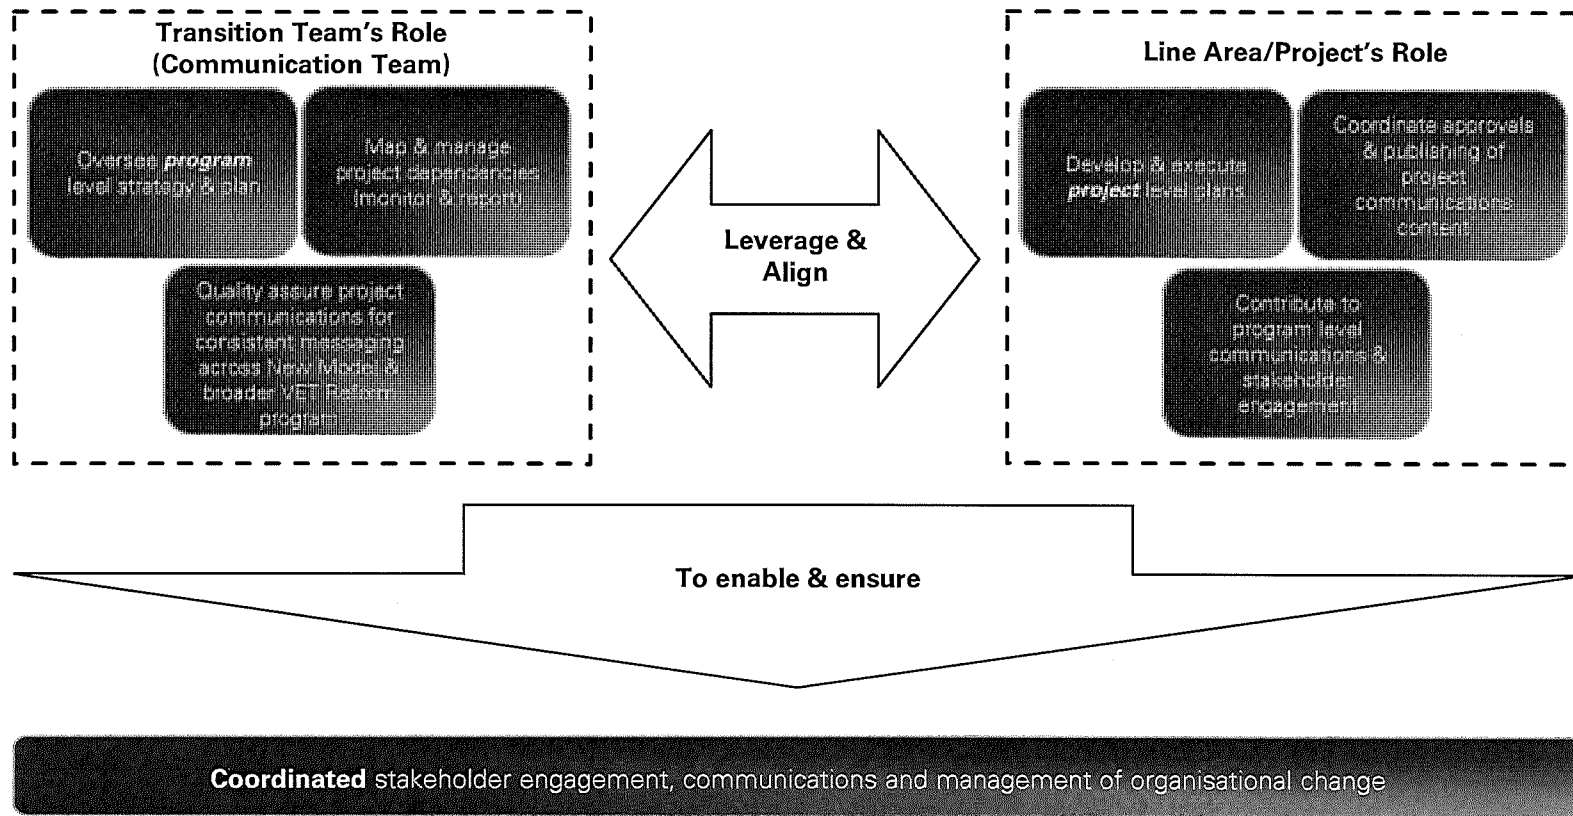 Transition Team's Role
(Communication Team)
Oversee program
level strategy & plan
Map & manage
project dependencies
(monitor & report)
Quality assure project
communications for
consistent messaging
across New Model &
broader VET Reform
program
Leverage &
Align
Line Area/Project's Role
Develop & execute
project level plans
Coordinate approvals
& publishing of
project
communications
content
Contribute to
program level
communications &
stakeholder
engagement
To enable & ensure
Coordinated stakeholder engagement, communications and management of organisational change